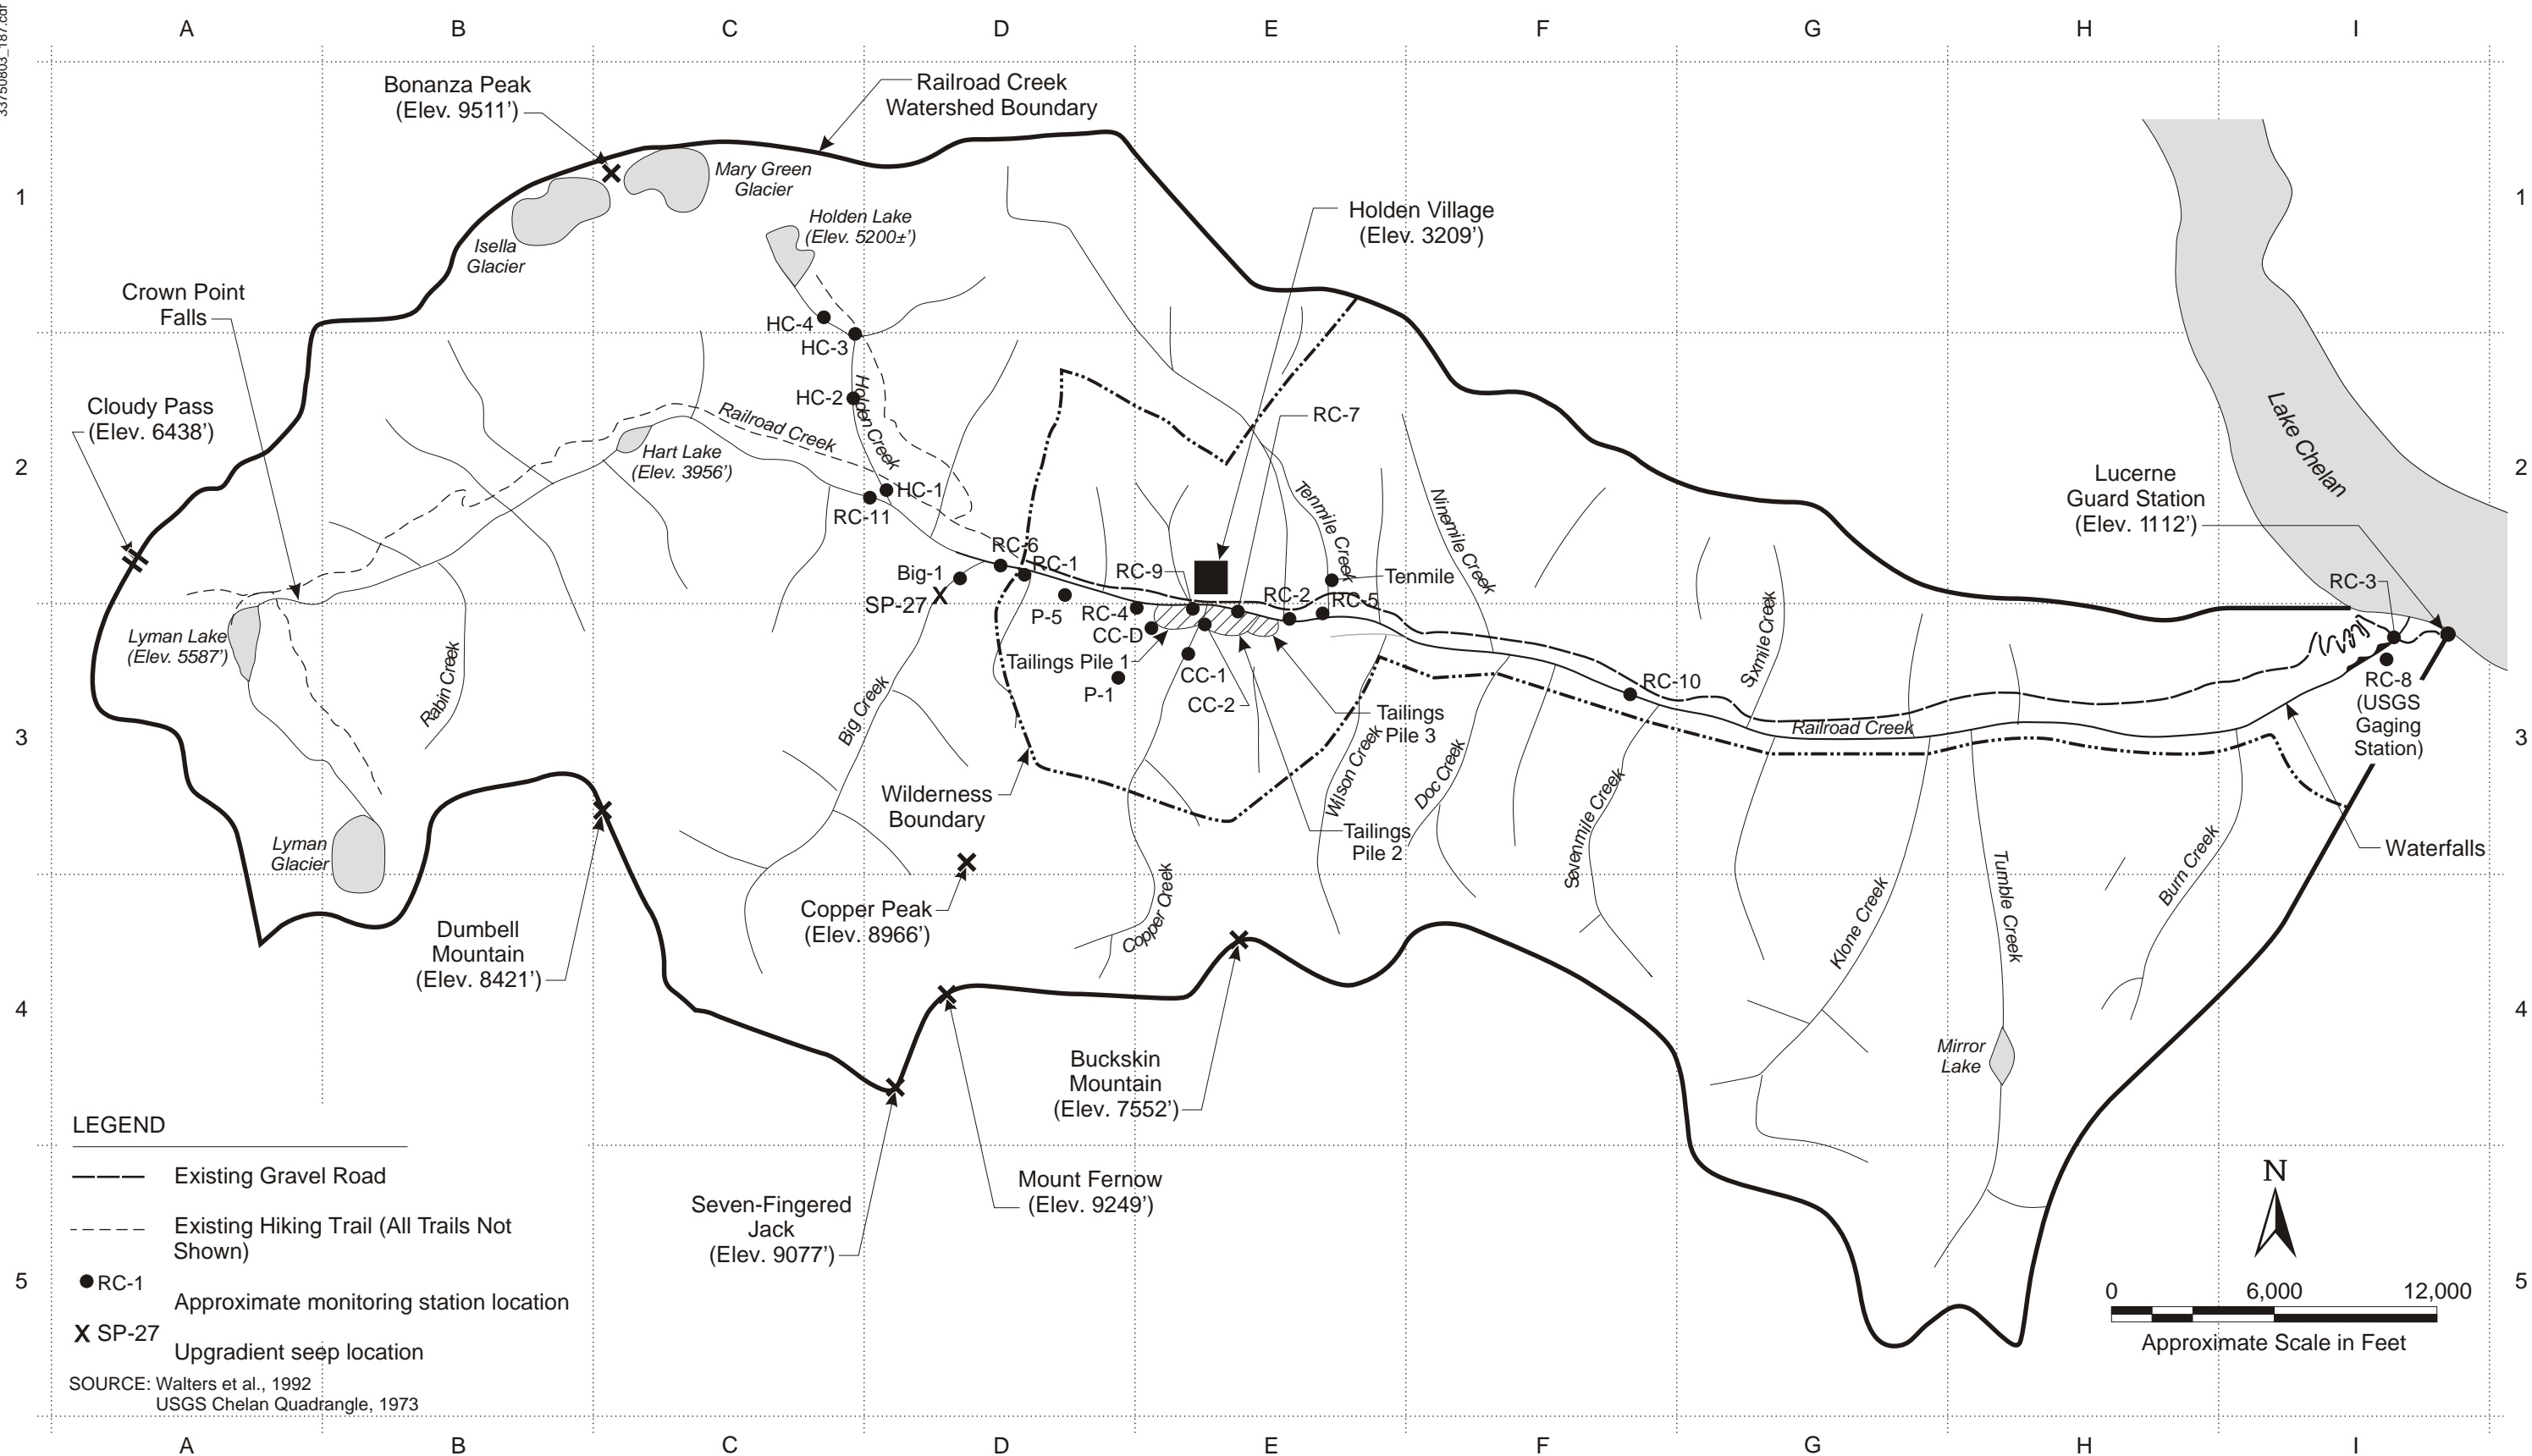 337500803_187.cdr
A B C D E F G H I
Bonanza Peak
(Elev. 9511’)
Railroad Creek
Watershed Boundary
Mary Green
Glacier
1
1
Holden Village
(Elev. 3209’)
Holden Lake
(Elev. 5200±’)
Isella
Glacier
Crown Point
Falls
HC-4
HC-3
Cloudy Pass
(Elev. 6438’)
HC-2
Holden Creek
Railroad Creek
RC-7
Lake Chelan
2
2
Hart Lake
(Elev. 3956’)
Lucerne
Guard Station
(Elev. 1112’)
HC-1
RC-11
Tenmile Creek
Ninemile Creek
RC-6
RC-1
Big-1
SP-27
RC-9
Tenmile
RC-2
RC-5
RC-3
P-5
RC-4
CC-D
Lyman Lake
(Elev. 5587’)
Tailings Pile 1
P-1
CC-1
CC-2
Rabin Creek
Big Creek
Sixmile Creek
RC-10
RC-8
(USGS
Gaging
Station)
Tailings
Pile 3
Railroad Creek
3
3
Wilson Creek
Doc Creek
Sevenmile Creek
Wilderness
Boundary
Tailings
Pile 2
Waterfalls
Lyman
Glacier
Copper Peak
(Elev. 8966’)
Copper Creek
Klone Creek
Tumble Creek
Burn Creek
Dumbell
Mountain
(Elev. 8421’)
4
4
Buckskin
Mountain
(Elev. 7552’)
Mirror
Lake
LEGEND
Existing Gravel Road
Existing Hiking Trail (All Trails Not
Shown)
RC-1
Approximate monitoring station location
X SP-27
Upgradient seep location
SOURCE: Walters et al., 1992
USGS Chelan Quadrangle, 1973
Seven-Fingered
Jack
(Elev. 9077’)
Mount Fernow
(Elev. 9249’)
N
5
5
0 6,000 12,000
Approximate Scale in Feet
A B C D E F G H I